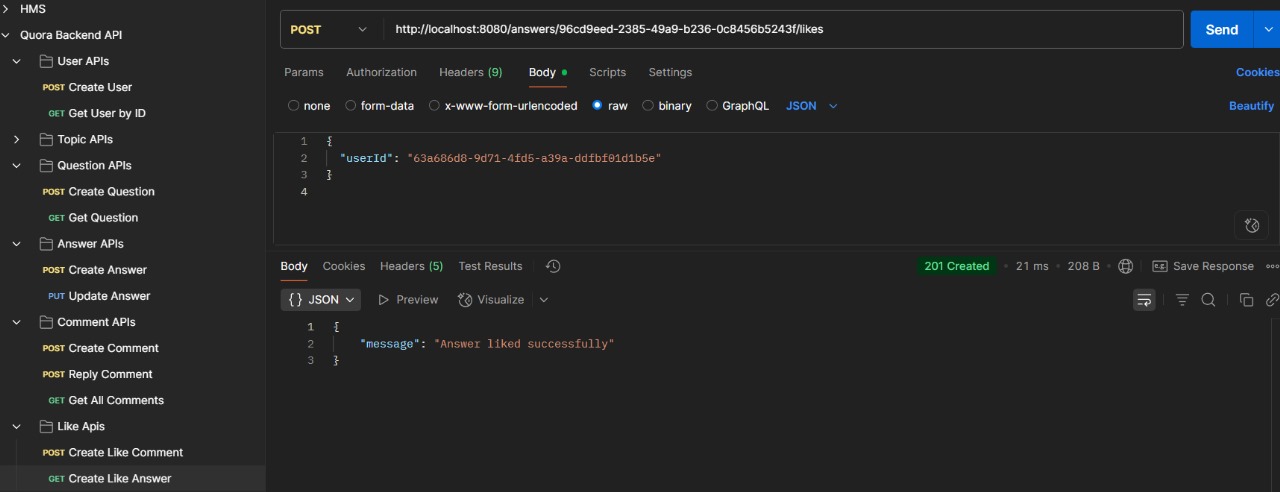 HMS
Quora Backend API
User APIs
POST Create User
GET Get User by ID
Topic APIs
Question APIs
POST Create Question
GET Get Question
Answer APIs
POST Create Answer
PUT Update Answer
Comment APIs
POST Create Comment
POST Reply Comment
GET Get All Comments
Like Apis
POST Create Like Comment
GET Create Like Answer
POST http://localhost:8080/answers/96cd9eed-2385-49a9-b236-0c8456b5243f/likes Send
Params Authorization Headers (9) Body Scripts Settings Cookies
none form-data x-www-form-urlencoded raw binary GraphQL JSON Beautify
1 {
2 "userId": "63a686d8-9d71-4fd5-a39a-ddfbf01d1b5e"
3 }
4
Body Cookies Headers (5) Test Results 201 Created • 21 ms • 208 B e.g. Save Response
{} JSON Preview Visualize
1 {
2 "message": "Answer liked successfully"
3 }